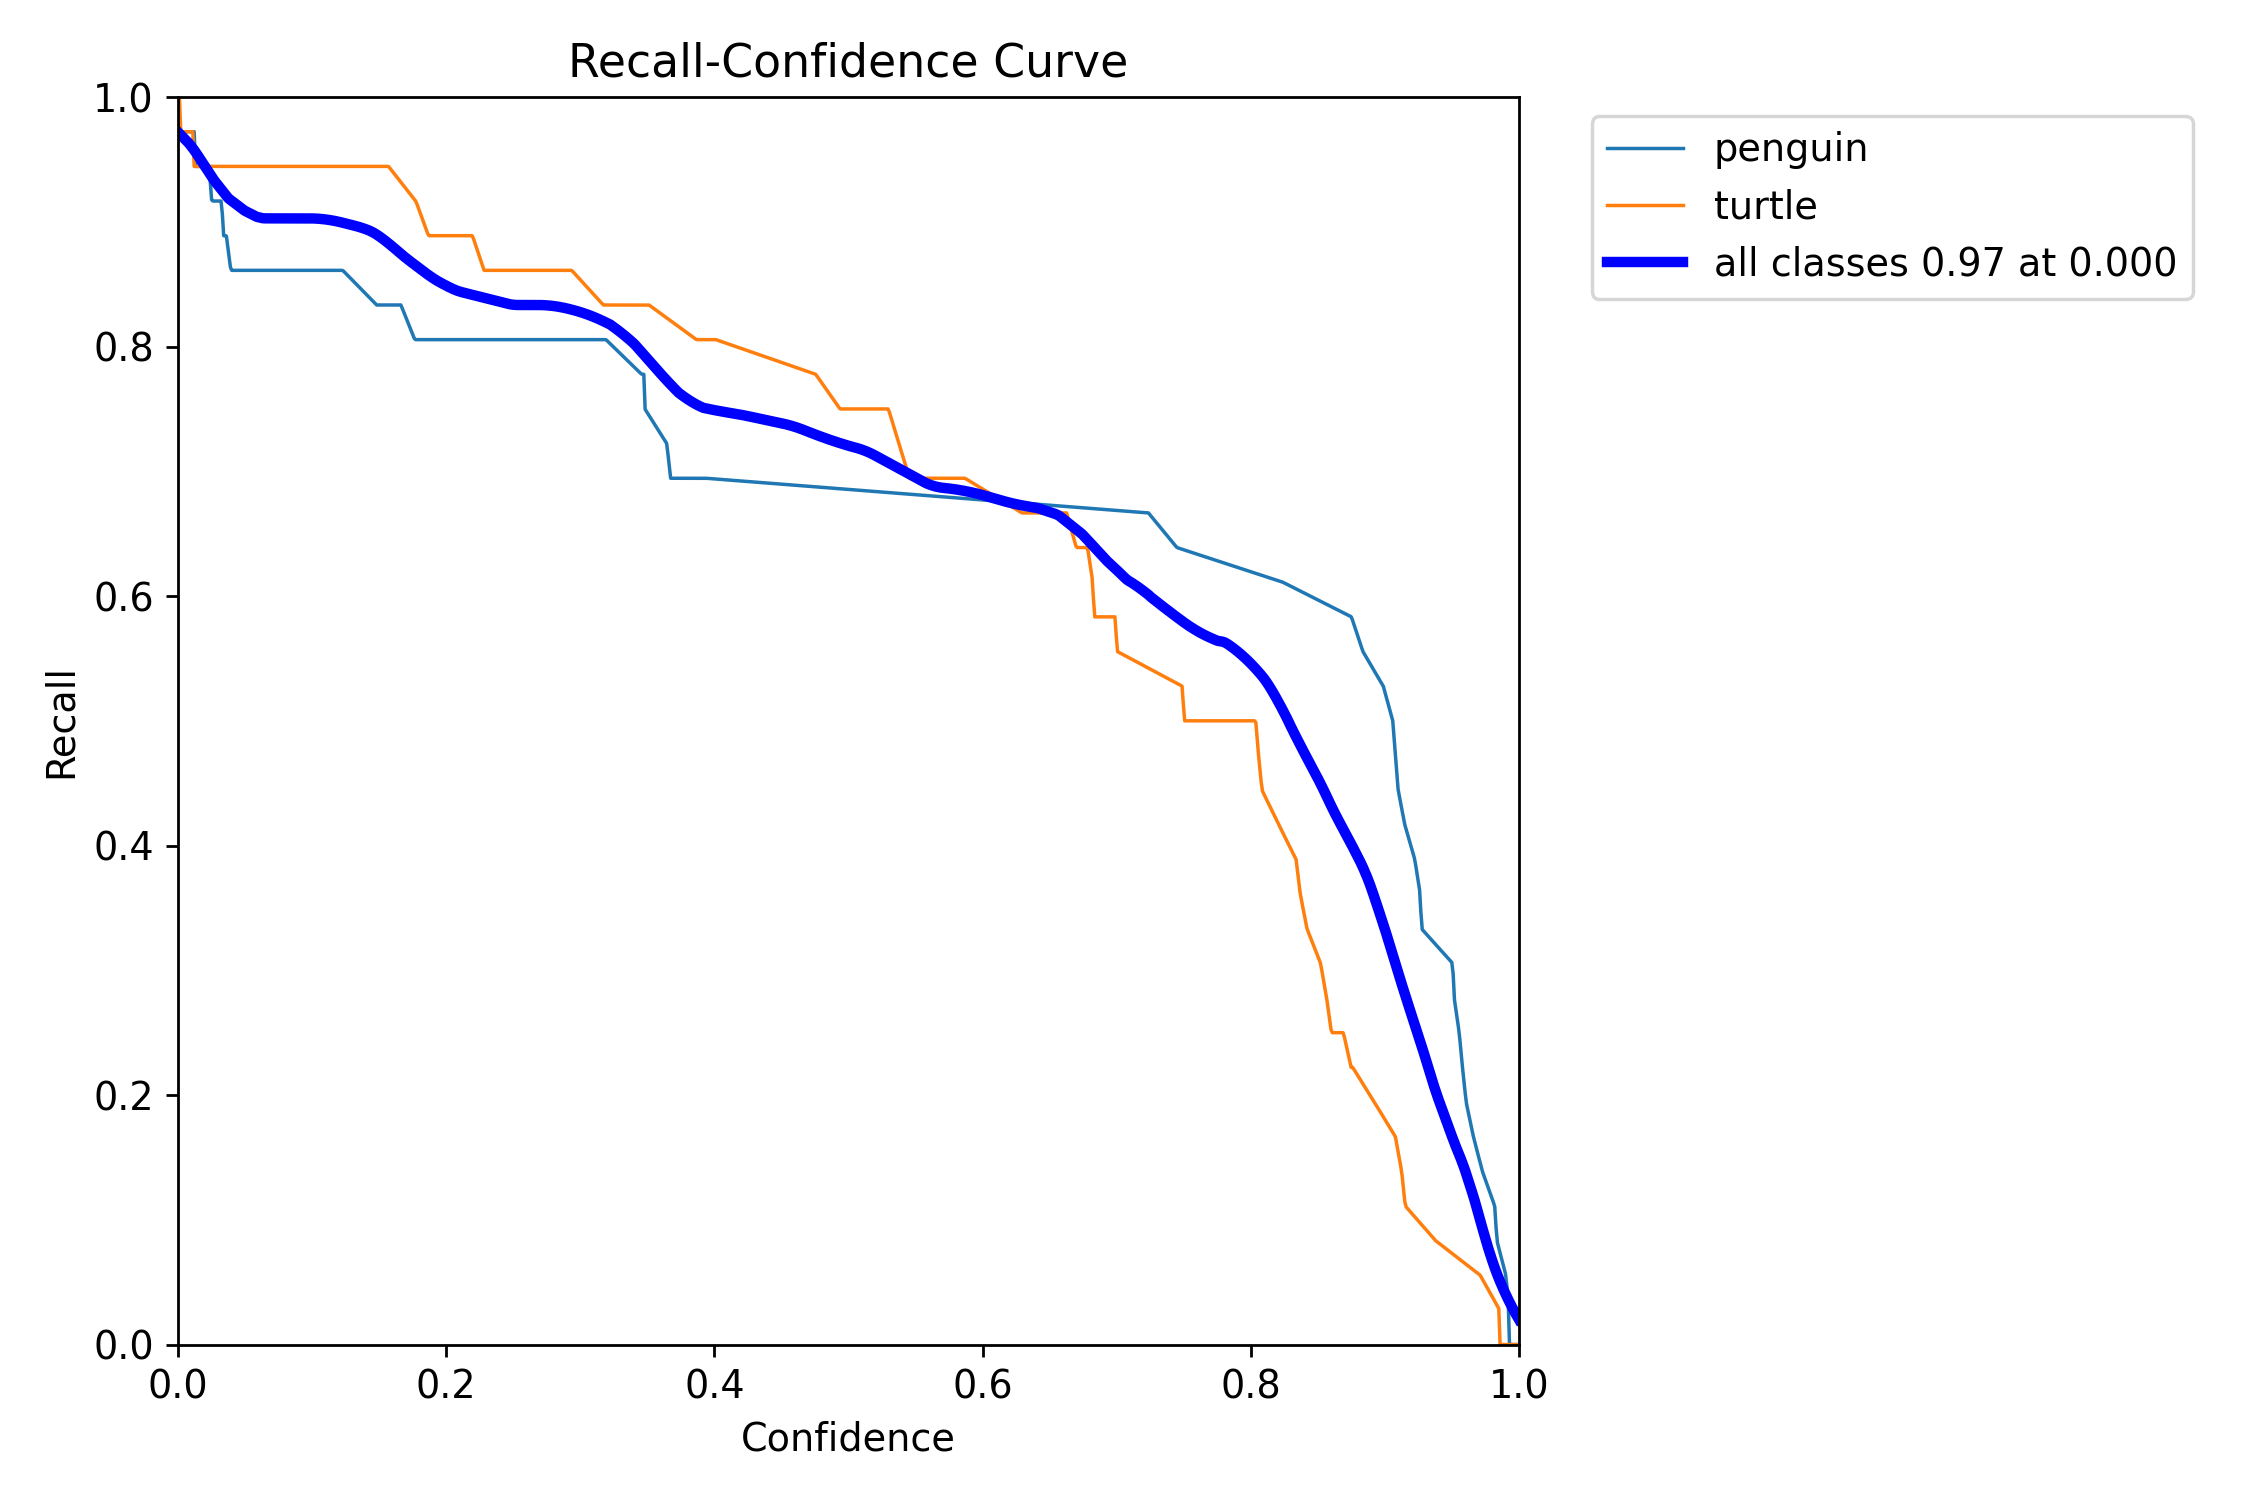 Recall-Confidence Curve
1.0
0.8
0.6
0.4
0.2
0.0
Recall
0.0 0.2 0.4 0.6 0.8 1.0
Confidence
penguin
turtle
all classes 0.97 at 0.000